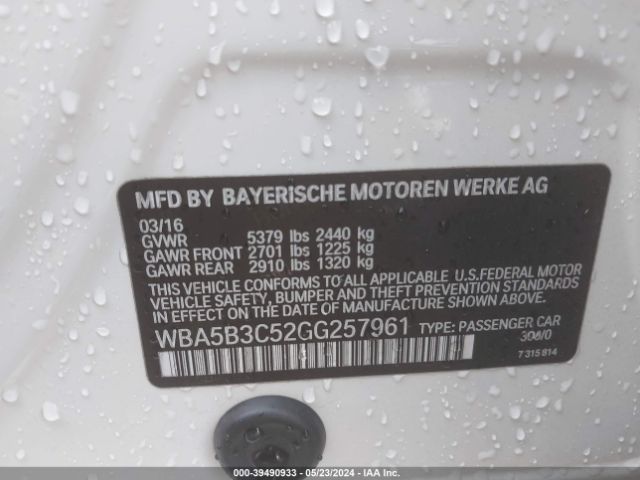 MFD BY BAYERISCHE MOTOREN WERKE AG
03/16
GVWR 5379 lbs 2440 kg
GAWR FRONT 2701 lbs 1225 kg
GAWR REAR 2910 lbs 1320 kg
THIS VEHICLE CONFORMS TO ALL APPLICABLE U.S.FEDERAL MOTOR
VEHICLE SAFETY, BUMPER AND THEFT PREVENTION STANDARDS
IN EFFECT ON THE DATE OF MANUFACTURE SHOWN ABOVE.
WBA5B3C52GG257961 TYPE: PASSENGER CAR
7 315 814
000-39490933 - 05/23/2024 - IAA Inc.